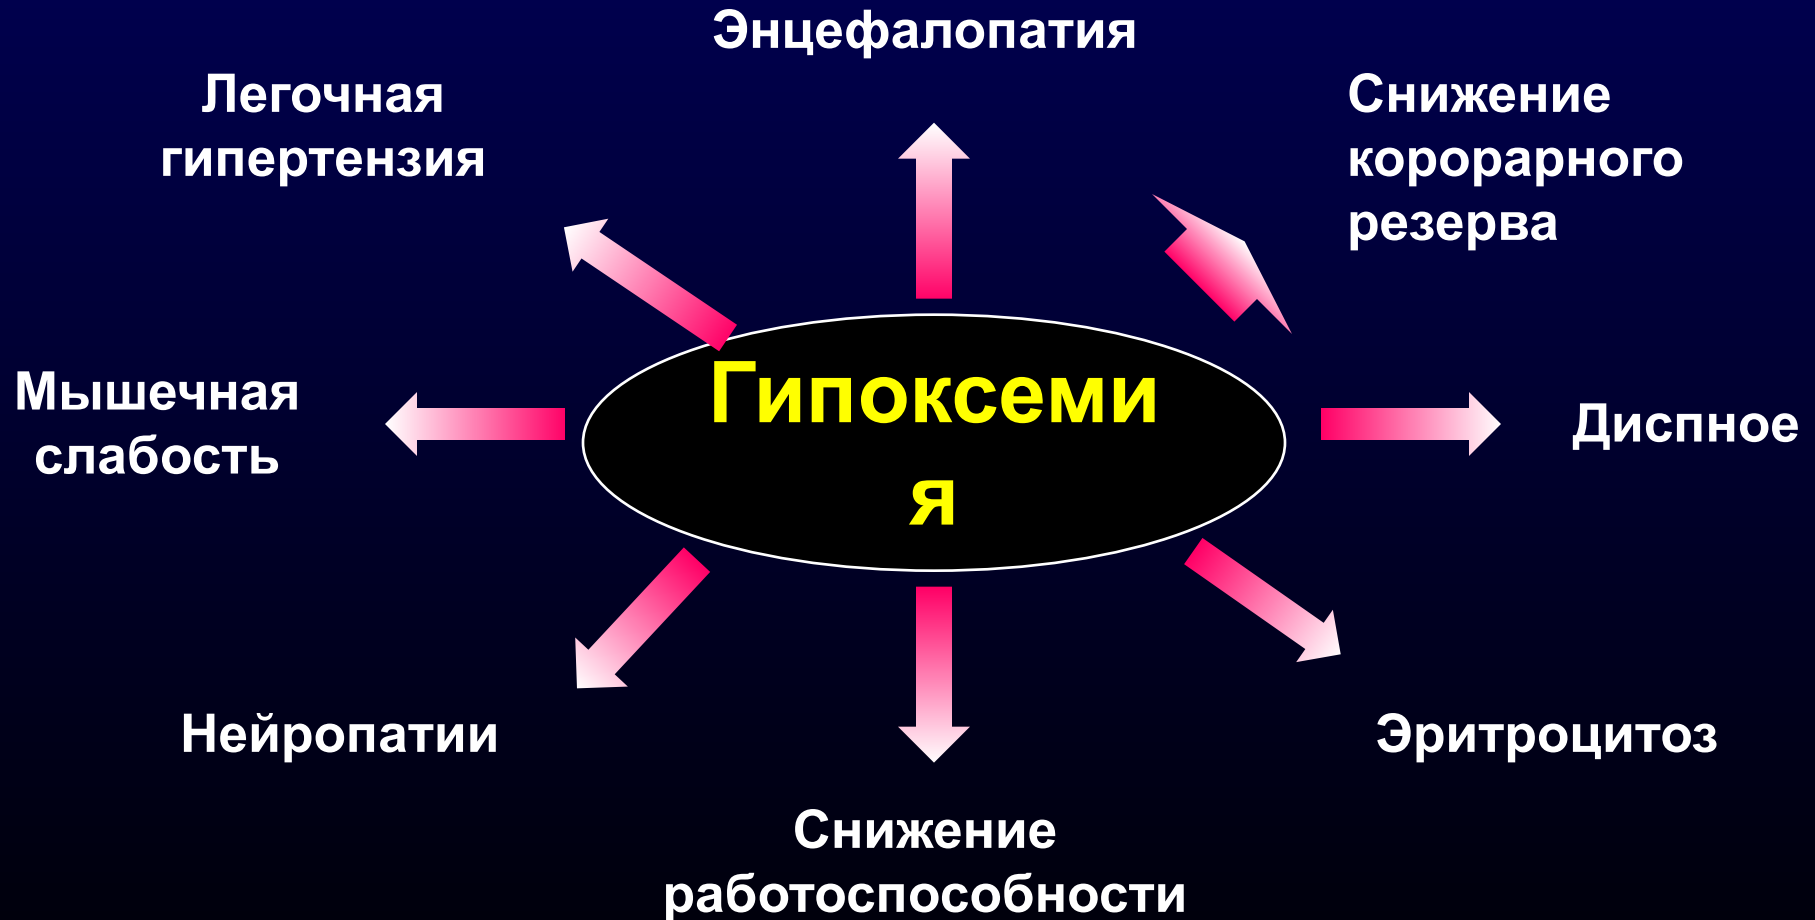 Энцефалопатия
Легочная
гипертензия
Снижение
корорарного
резерва
Гипоксеми
я
Мышечная
слабость
Диспное
Нейропатии
Эритроцитоз
Снижение
работоспособности